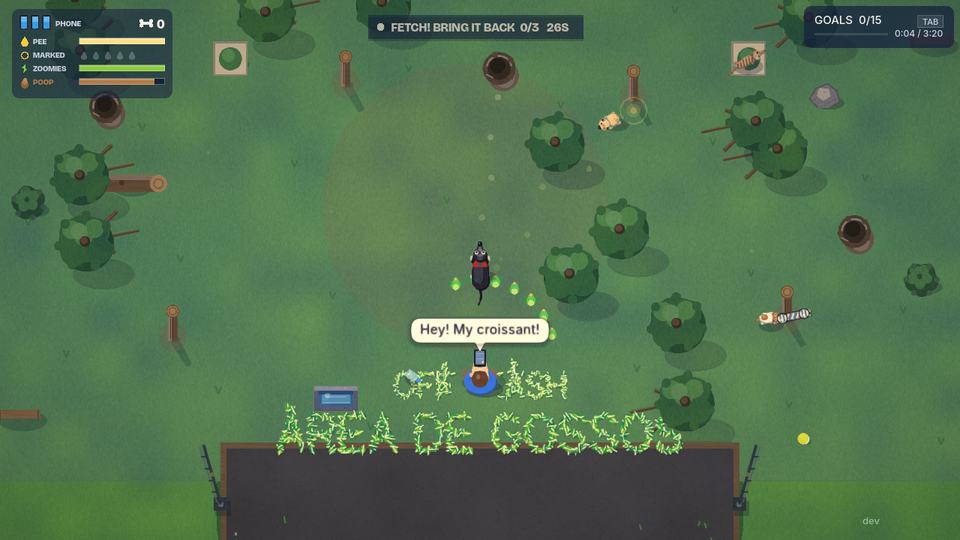 PHONE 0
PEE
MARKED
ZOOMIES
POOP
FETCH! BRING IT BACK 0/3 26S
GOALS 0/15 TAB
0:04 / 3:20
Hey! My croissant!
ÀREA DE GOSSOS
dev